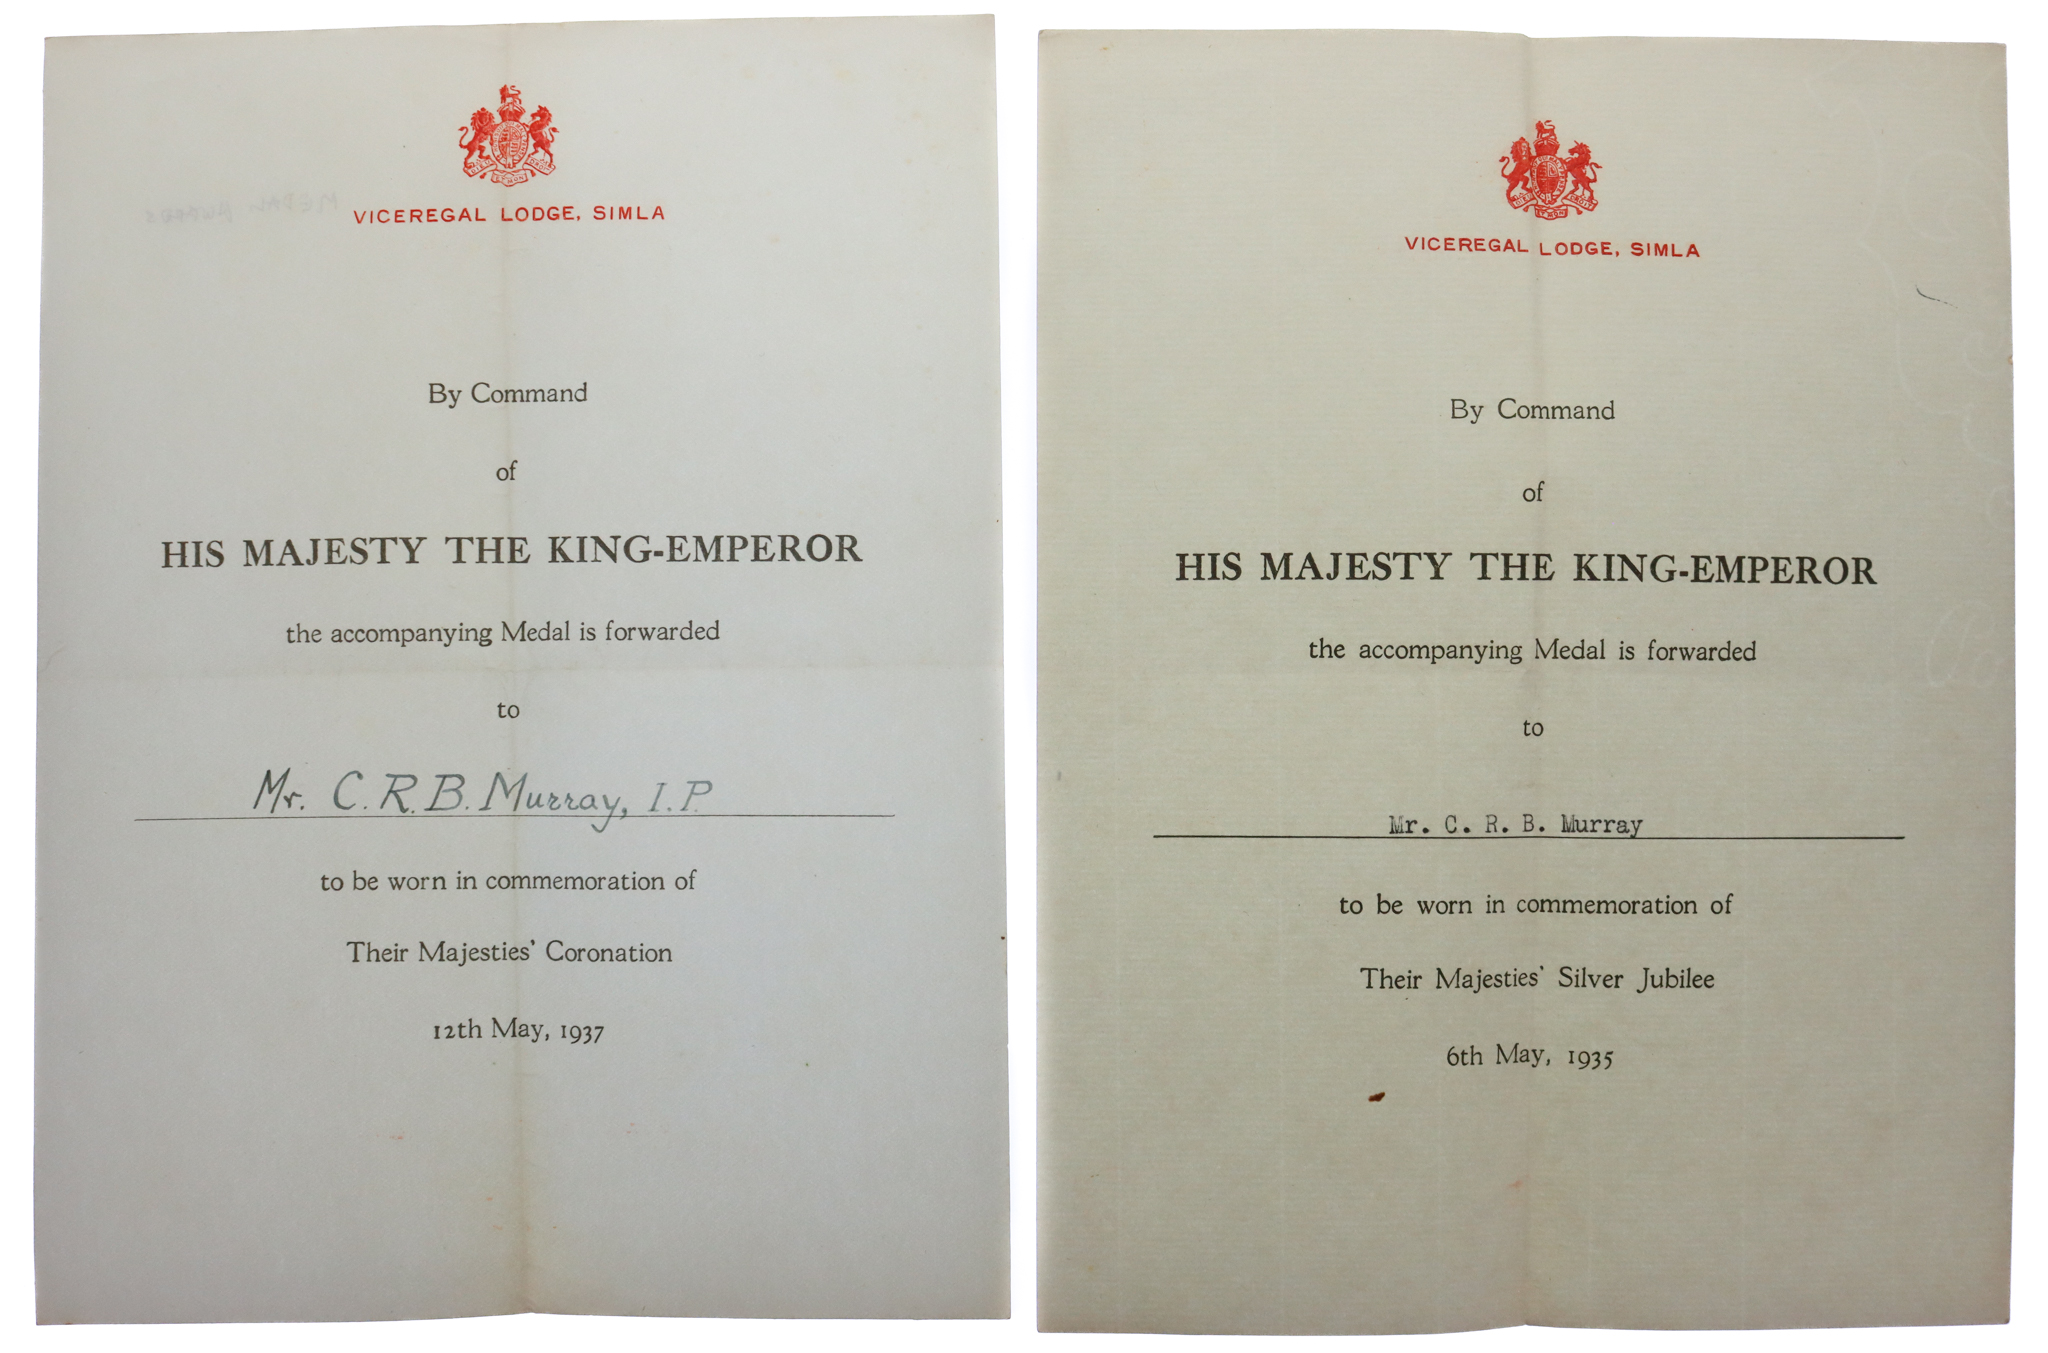 VICEREGAL LODGE, SIMLA
By Command
of
HIS MAJESTY THE KING-EMPEROR
the accompanying Medal is forwarded
to
Mr. C. R. B. Murray, I. P.
to be worn in commemoration of
Their Majesties' Coronation
12th May, 1937
VICEREGAL LODGE, SIMLA
By Command
of
HIS MAJESTY THE KING-EMPEROR
the accompanying Medal is forwarded
to
Mr. C. R. B. Murray
to be worn in commemoration of
Their Majesties' Silver Jubilee
6th May, 1935